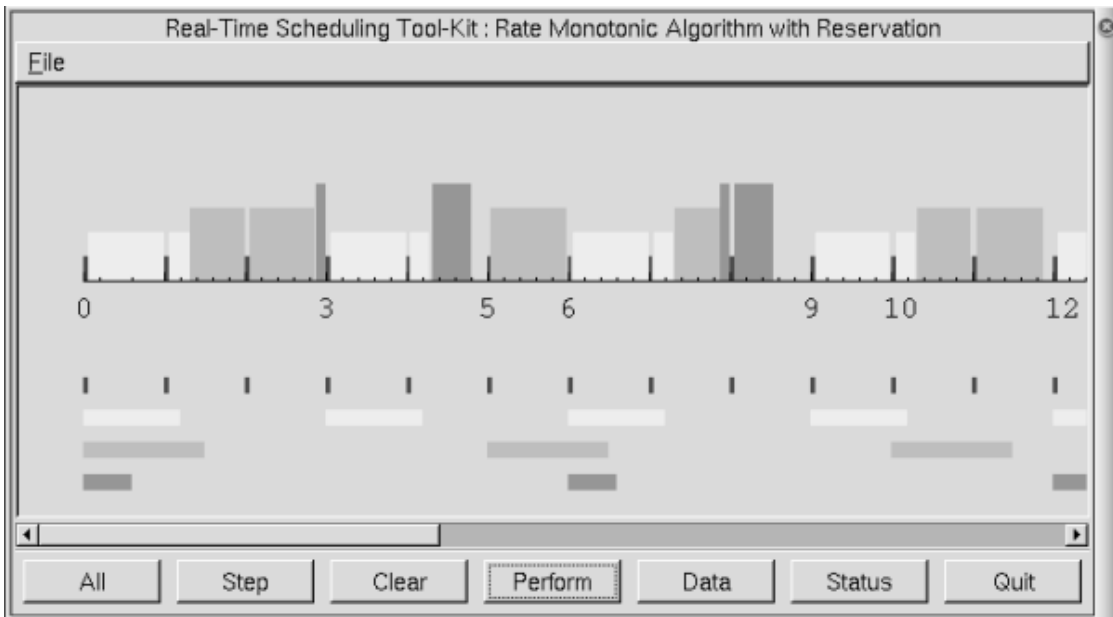 Real-Time Scheduling Tool-Kit : Rate Monotonic Algorithm with Reservation
File
0 3 5 6 9 10 12
All Step Clear Perform Data Status Quit